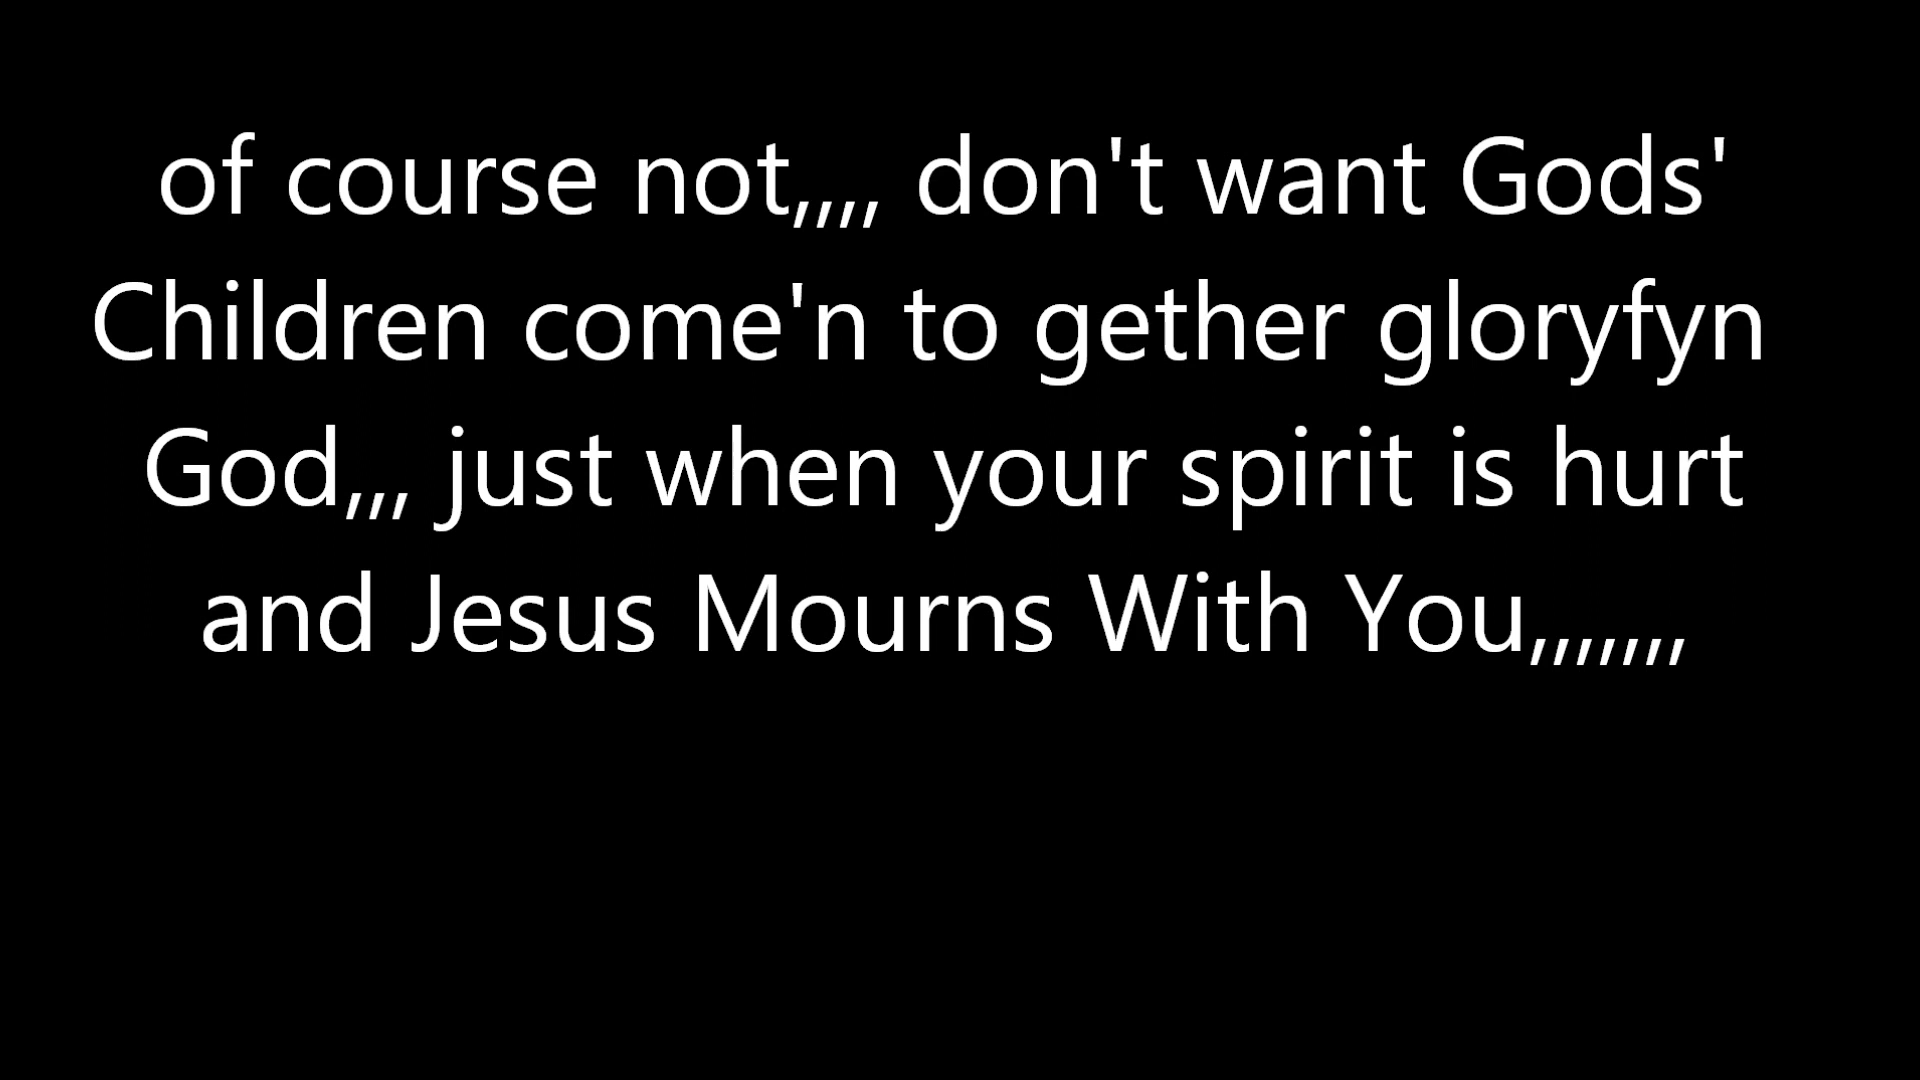 of course not,,,, don't want Gods'
Children come'n to gether gloryfyn
God,,, just when your spirit is hurt
and Jesus Mourns With You,,,,,,,